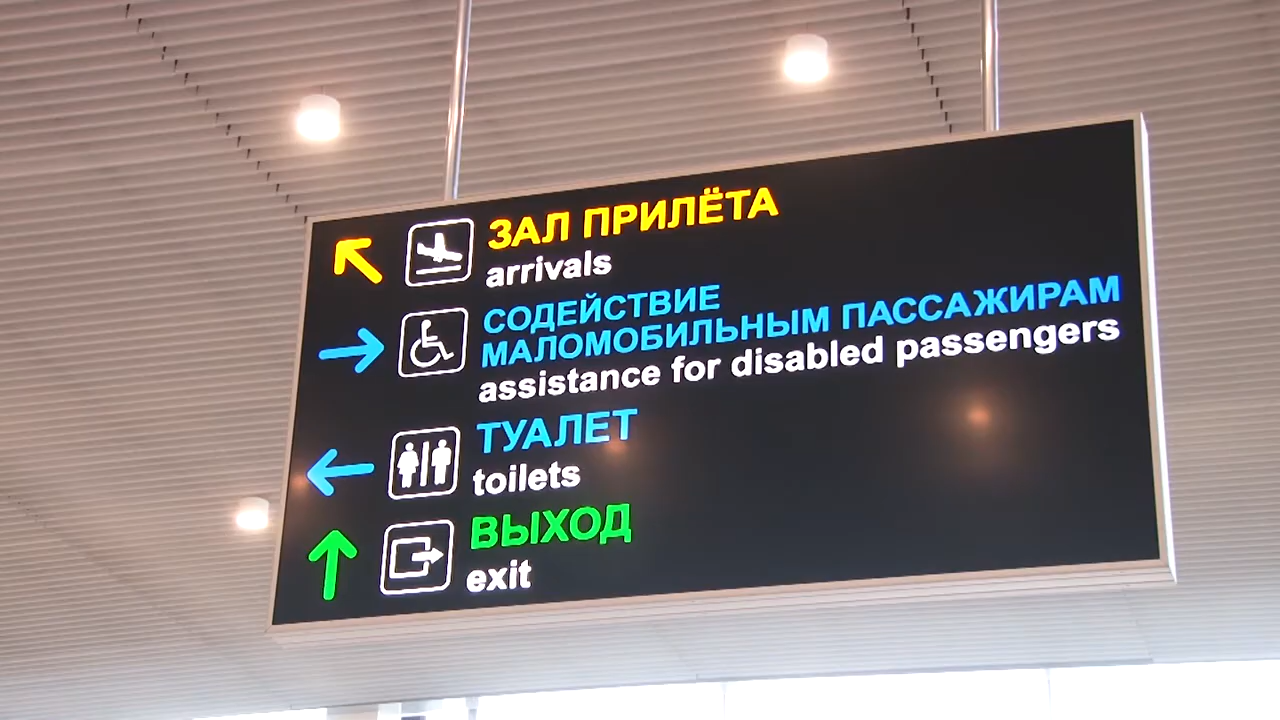 ЗАЛ ПРИЛЁТА
arrivals
СОДЕЙСТВИЕ
МАЛОМОБИЛЬНЫМ ПАССАЖИРАМ
assistance for disabled passengers
ТУАЛЕТ
toilets
ВЫХОД
exit